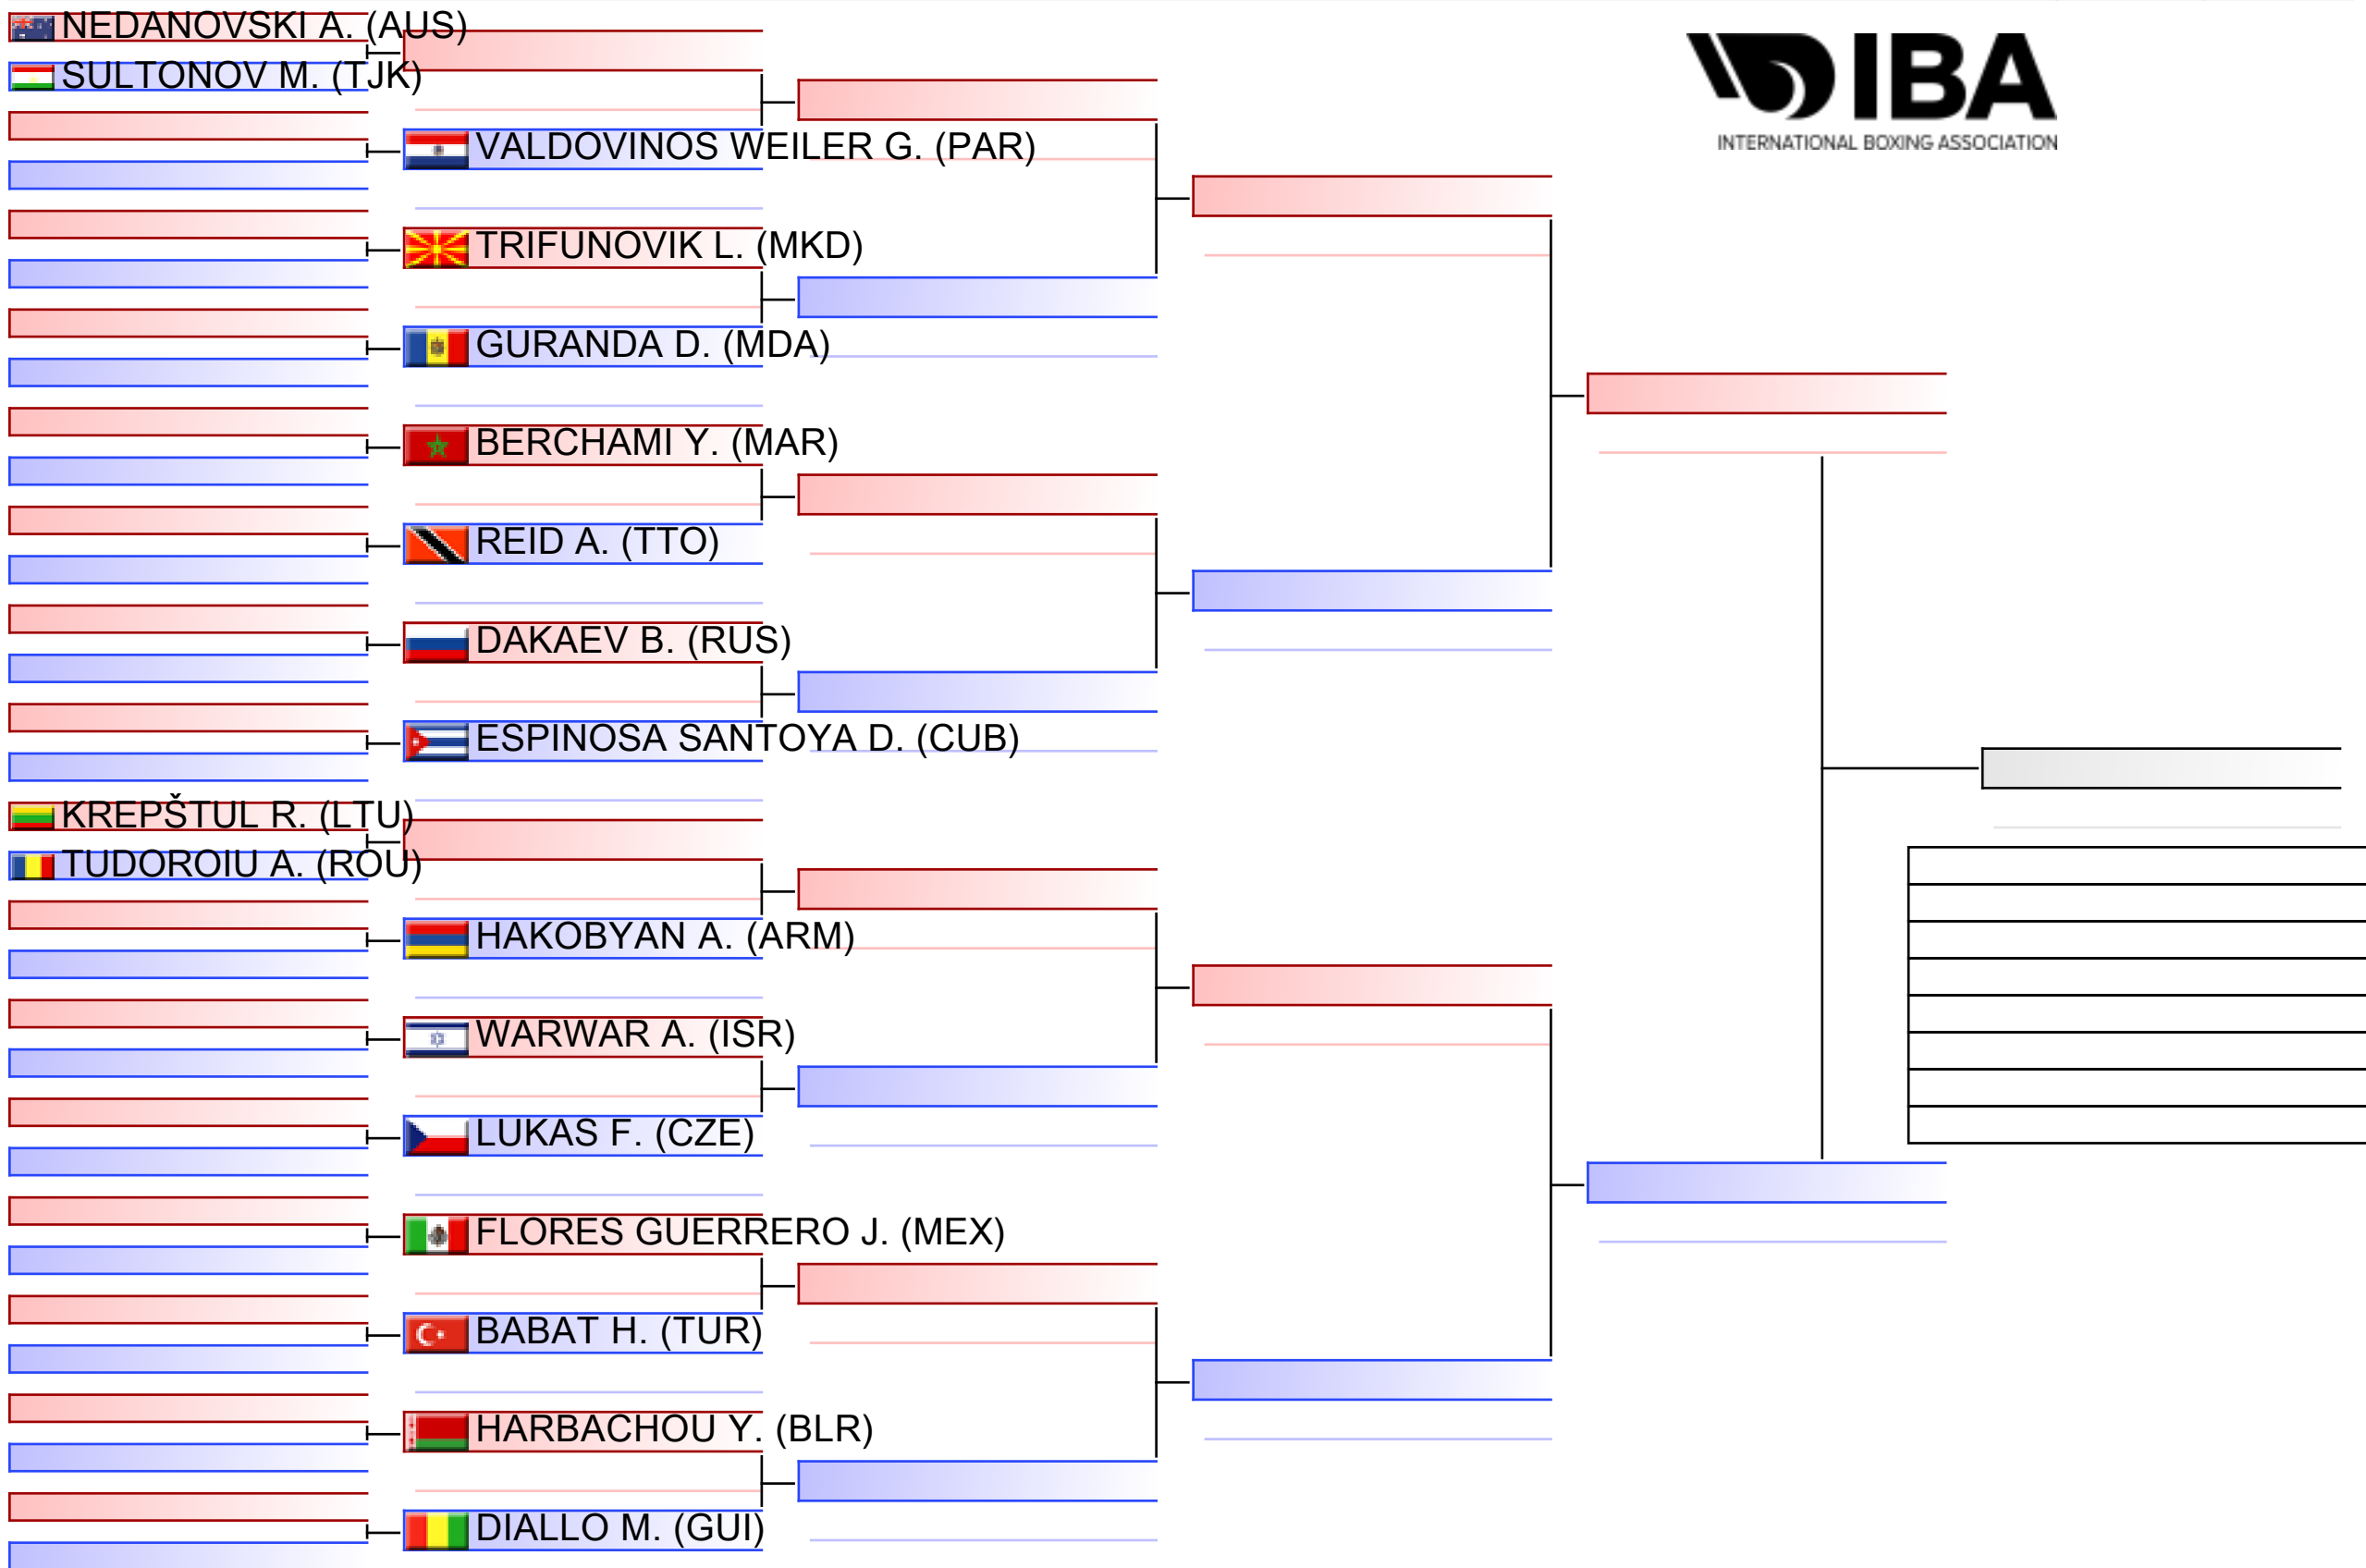 NEDANOVSKI A. (AUS)
SULTONOV M. (TJK)
IBA
INTERNATIONAL BOXING ASSOCIATION
VALDOVINOS WEILER G. (PAR)
TRIFUNOVIK L. (MKD)
GURANDA D. (MDA)
BERCHAMI Y. (MAR)
REID A. (TTO)
DAKAEV B. (RUS)
ESPINOSA SANTOYA D. (CUB)
KREPŠTUL R. (LTU)
TUDOROIU A. (ROU)
HAKOBYAN A. (ARM)
WARWAR A. (ISR)
LUKAS F. (CZE)
FLORES GUERRERO J. (MEX)
BABAT H. (TUR)
HARBACHOU Y. (BLR)
DIALLO M. (GUI)